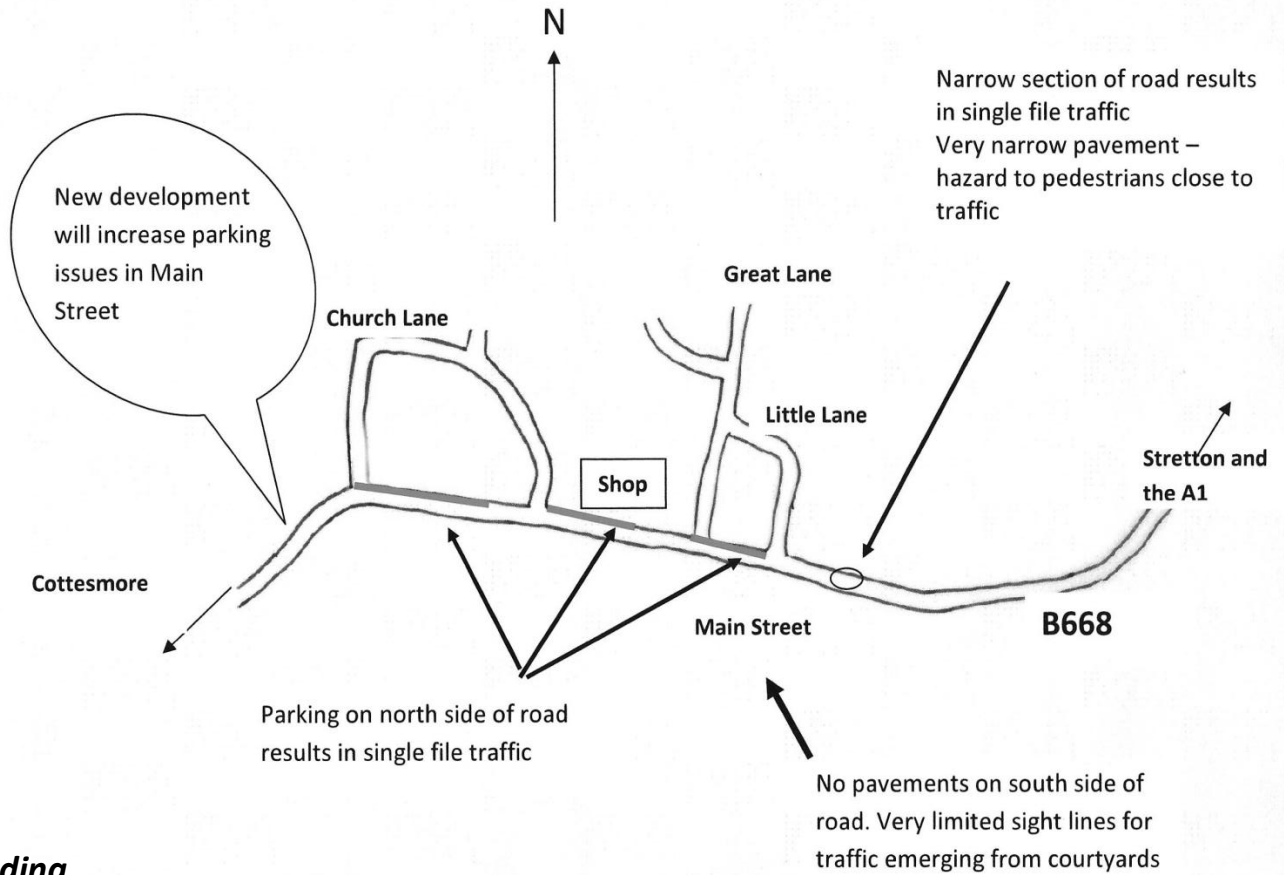 N
Narrow section of road results
in single file traffic
Very narrow pavement –
hazard to pedestrians close to
traffic
New development
will increase parking
issues in Main
Street
Great Lane
Church Lane
Little Lane
Shop
Stretton and
the A1
Cottesmore
Main Street
B668
Parking on north side of road
results in single file traffic
No pavements on south side of
road. Very limited sight lines for
traffic emerging from courtyards